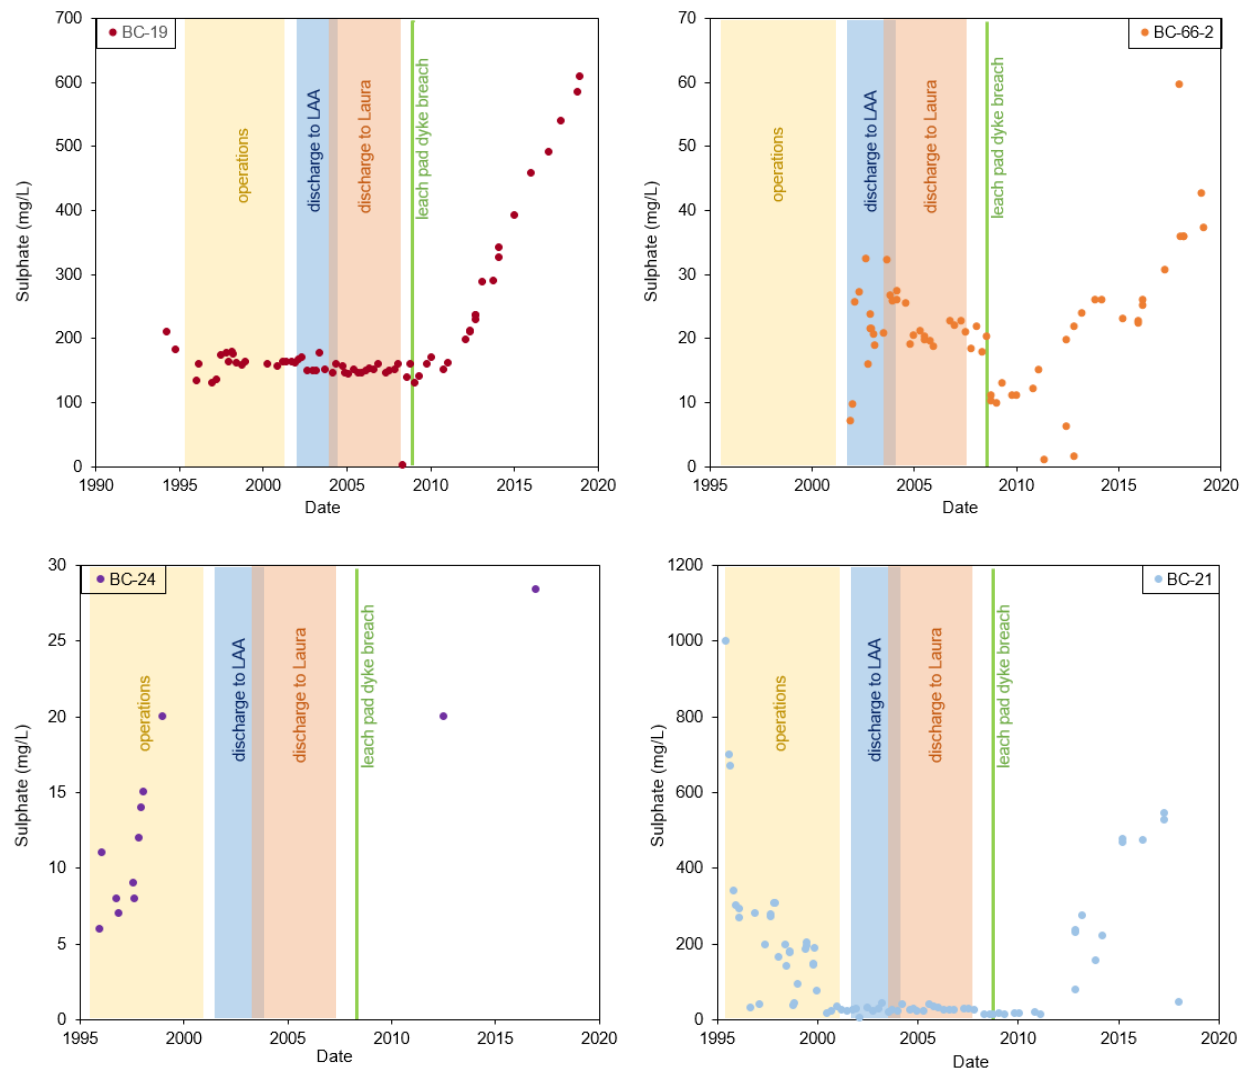 BC-19
700
600
500
400
300
200
100
0
Sulphate (mg/L)
operations
discharge to LAA
discharge to Laura
leach pad dyke breach
1990
1995
2000
2005
2010
2015
2020
Date
BC-66-2
70
60
50
40
30
20
10
0
Sulphate (mg/L)
operations
discharge to LAA
discharge to Laura
leach pad dyke breach
1995
2000
2005
2010
2015
2020
Date
BC-24
30
25
20
15
10
5
0
Sulphate (mg/L)
operations
discharge to LAA
discharge to Laura
leach pad dyke breach
1995
2000
2005
2010
2015
2020
Date
BC-21
1200
1000
800
600
400
200
0
Sulphate (mg/L)
operations
discharge to LAA
discharge to Laura
leach pad dyke breach
1995
2000
2005
2010
2015
2020
Date